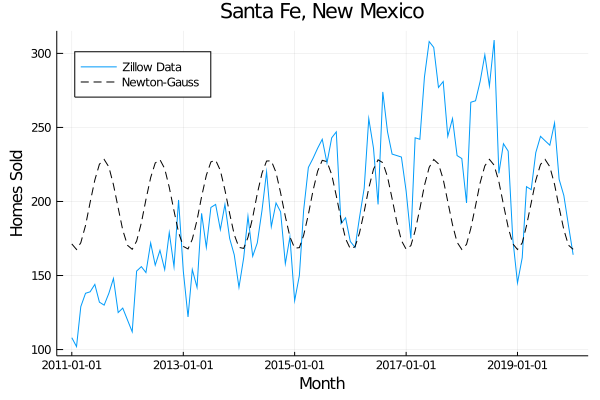 Santa Fe, New Mexico
Zillow Data
Newton-Gauss
Homes Sold
300
250
200
150
100
2011-01-01 2013-01-01 2015-01-01 2017-01-01 2019-01-01
Month